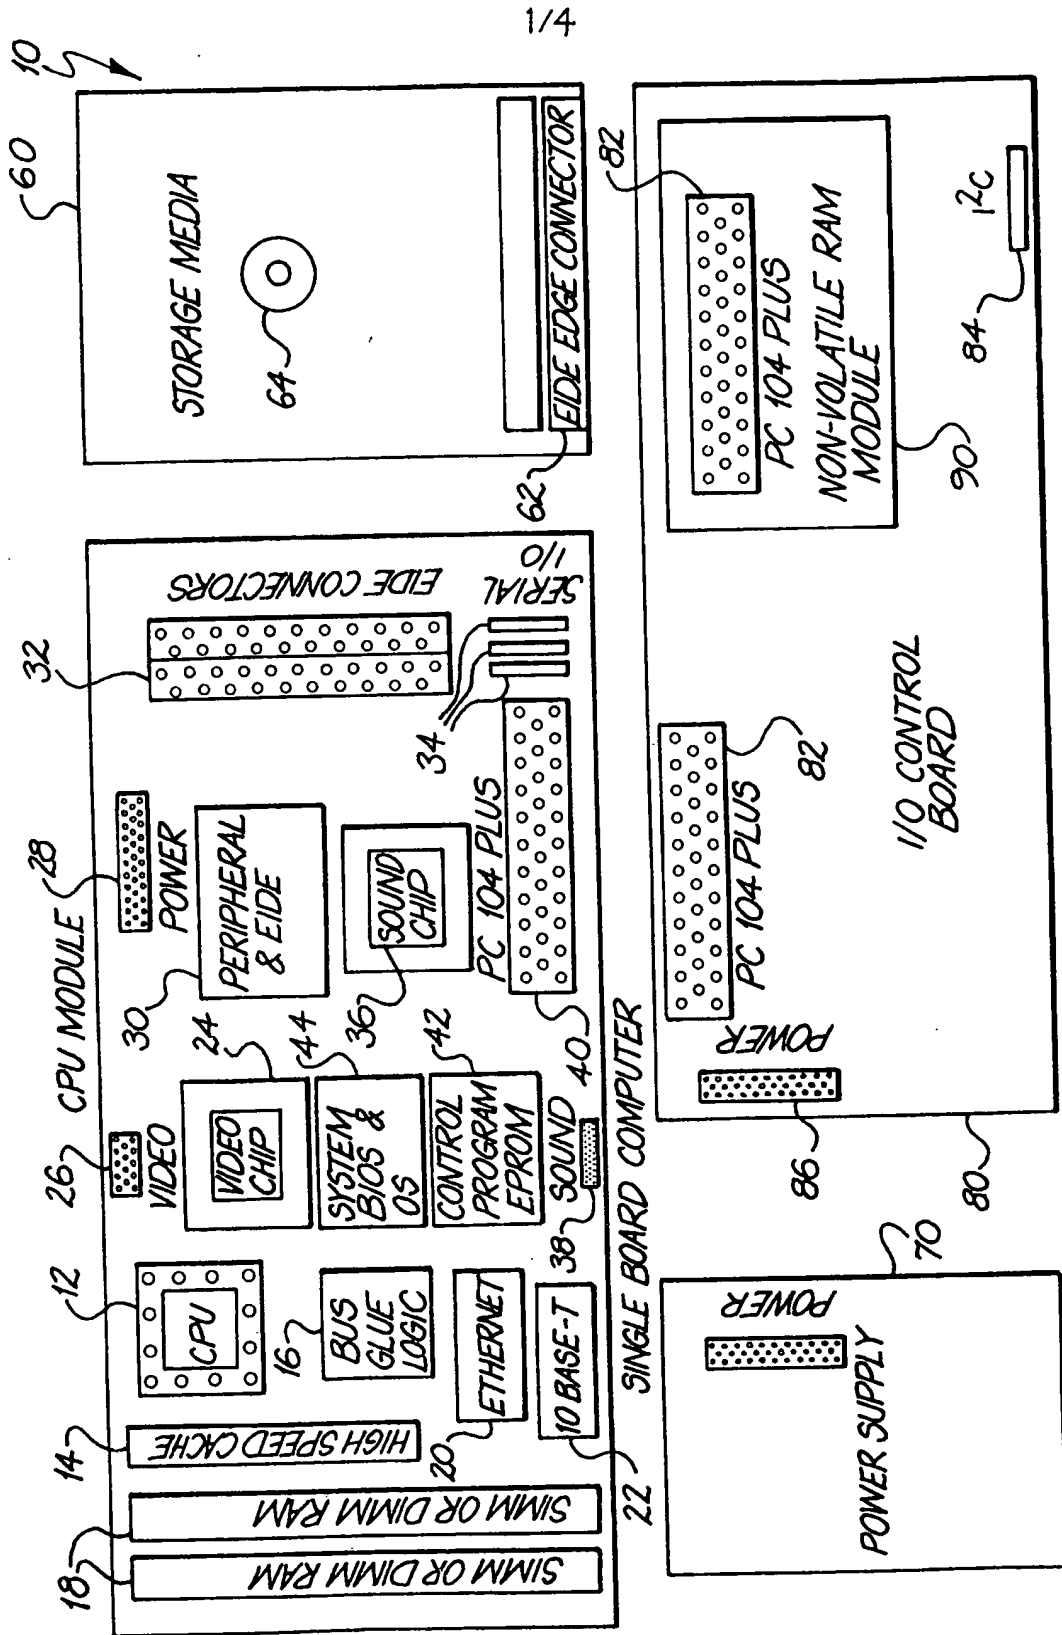 1/4
10
60
STORAGE MEDIA
64
62
EIDE EDGE CONNECTOR
CPU MODULE
18
SIMM OR DIMM RAM
SIMM OR DIMM RAM
14
HIGH SPEED CACHE
12
CPU
16
BUS
GLUE
LOGIC
20
ETHERNET
22
10 BASE-T
26
VIDEO
24
VIDEO
CHIP
44
SYSTEM
BIOS &
OS
42
CONTROL
PROGRAM
EPROM
38
SOUND
28
POWER
30
PERIPHERAL
& EIDE
36
SOUND
CHIP
PC 104 PLUS
40
32
EIDE CONNECTORS
34
SERIAL
I/O
SINGLE BOARD COMPUTER
70
POWER
POWER SUPPLY
80
86
POWER
82
PC 104 PLUS
I/O CONTROL
BOARD
82
PC 104 PLUS
NON-VOLATILE RAM
MODULE
90
84
I2C